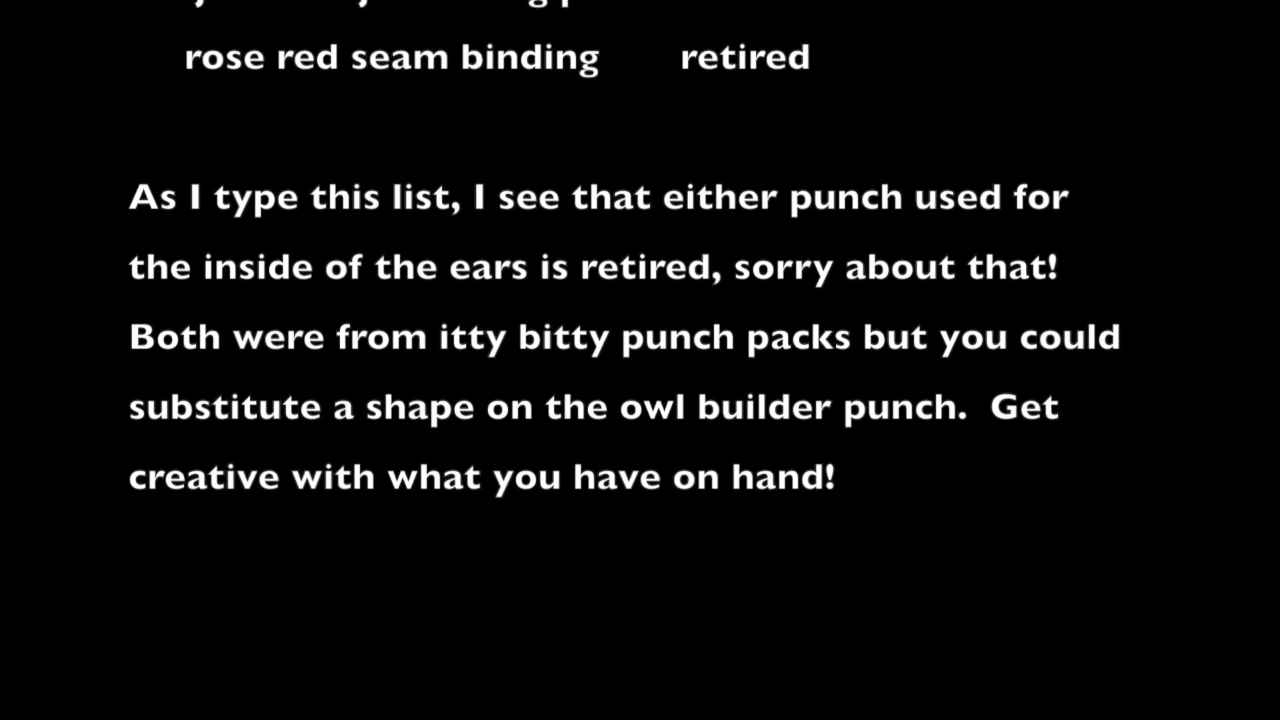 rose red seam binding retired
As I type this list, I see that either punch used for
the inside of the ears is retired, sorry about that!
Both were from itty bitty punch packs but you could
substitute a shape on the owl builder punch. Get
creative with what you have on hand!